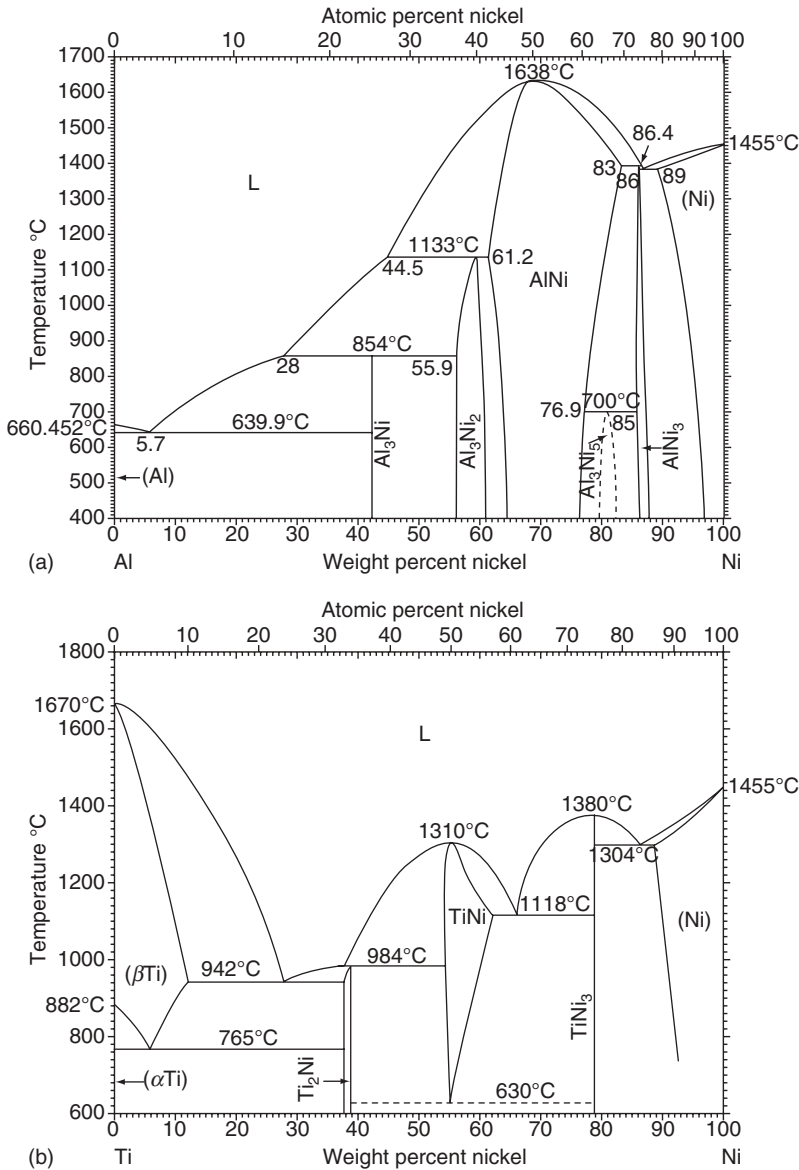 Atomic percent nickel
0 10 20 30 40 50 60 70 80 90 100
1700
1638°C
1600
1500
86.4
1455°C
1400
83
86
89
L
(Ni)
1300
1200
1133°C
61.2
1100
44.5
AlNi
1000
Temperature °C
900
854°C
28
55.9
800
700
76.9
700°C
85
660.452°C
639.9°C
5.7
600
Al₃Ni
Al₃Ni₂
Al₃Ni₅
AlNi₃
(Al)
500
400
0 10 20 30 40 50 60 70 80 90 100
(a) Al Weight percent nickel Ni
Atomic percent nickel
0 10 20 30 40 50 60 70 80 90 100
1800
1670°C
L
1600
1455°C
1400
1380°C
1310°C
1304°C
1200
TiNi
1118°C
Temperature °C
(Ni)
1000
984°C
(βTi)
942°C
882°C
800
765°C
TiNi₃
Ti₂Ni
(αTi)
630°C
600
0 10 20 30 40 50 60 70 80 90 100
(b) Ti Weight percent nickel Ni